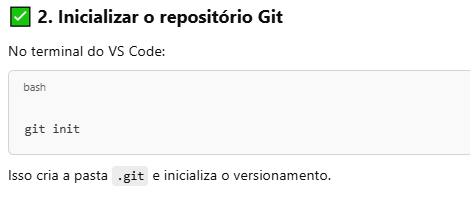 ✅ 2. Inicializar o repositório Git
No terminal do VS Code:
bash
git init
Isso cria a pasta .git e inicializa o versionamento.